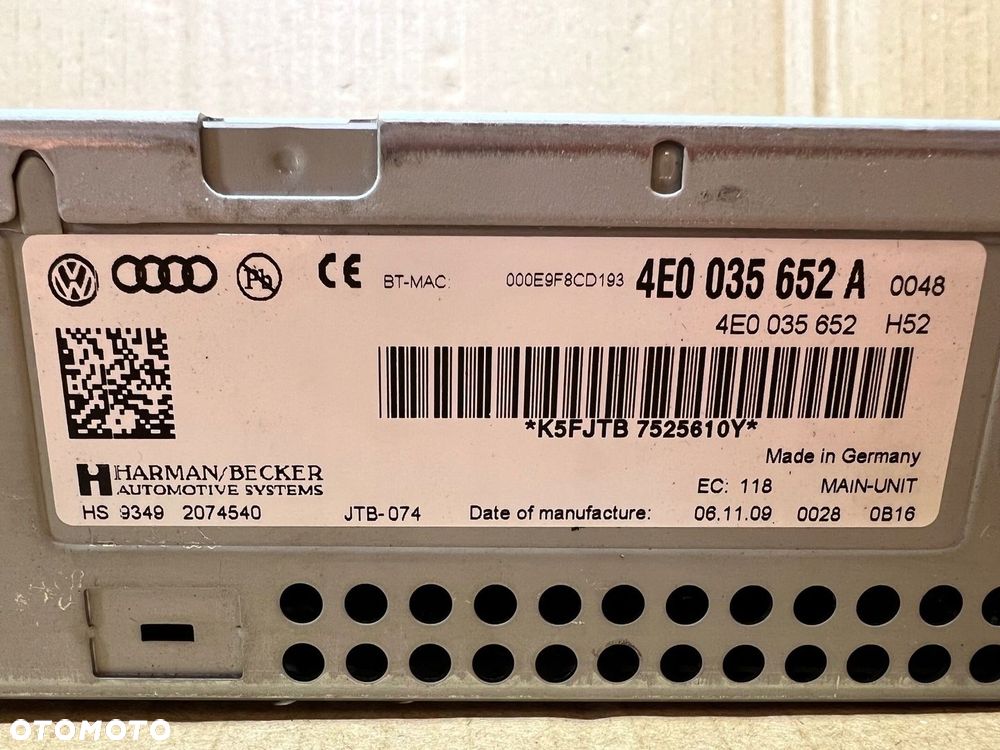 BT-MAC: 000E9F8CD193 4E0 035 652 A 0048
4E0 035 652 H52
*K5FJTB 7525610Y*
Made in Germany
HARMAN/BECKER
AUTOMOTIVE SYSTEMS
EC: 118 MAIN-UNIT
HS 9349 2074540 JTB-074 Date of manufacture: 06.11.09 0028 0B16
VW
Pb
CE
OTOMOTO